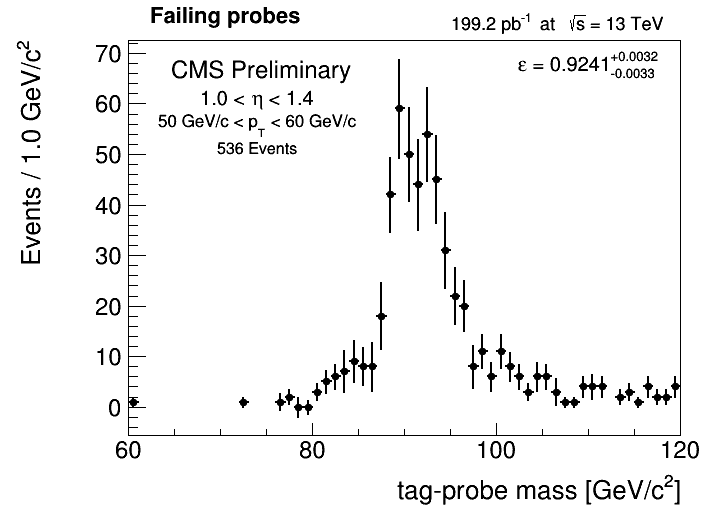 Failing probes
199.2 pb⁻¹ at √s = 13 TeV
CMS Preliminary
1.0 < η < 1.4
50 GeV/c < p_T < 60 GeV/c
536 Events
ε = 0.9241 +0.0032 -0.0033
Events / 1.0 GeV/c²
70
60
50
40
30
20
10
0
60 80 100 120
tag-probe mass [GeV/c²]